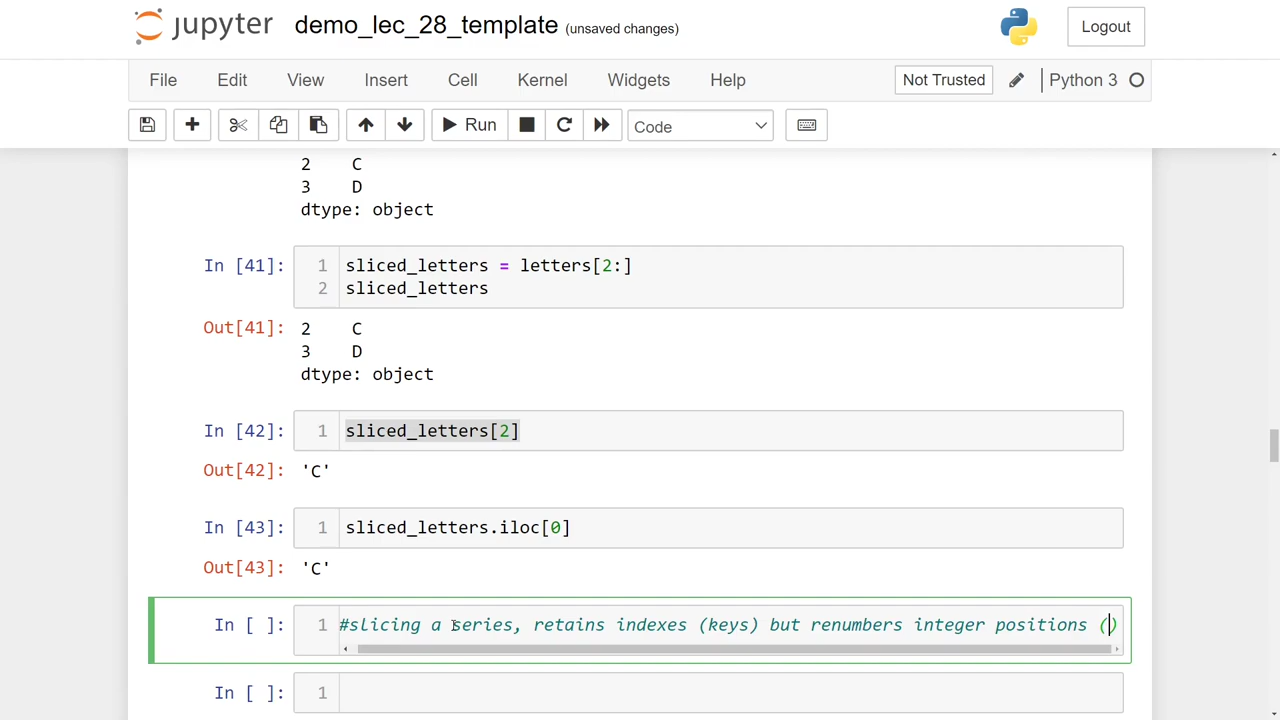 jupyter demo_lec_28_template (unsaved changes) Logout
File Edit View Insert Cell Kernel Widgets Help Not Trusted Python 3
Run Code
2 C
3 D
dtype: object
In [41]: 1 sliced_letters = letters[2:]
2 sliced_letters
Out[41]: 2 C
3 D
dtype: object
In [42]: 1 sliced_letters[2]
Out[42]: 'C'
In [43]: 1 sliced_letters.iloc[0]
Out[43]: 'C'
In [ ]: 1 #slicing a series, retains indexes (keys) but renumbers integer positions ()
In [ ]: 1